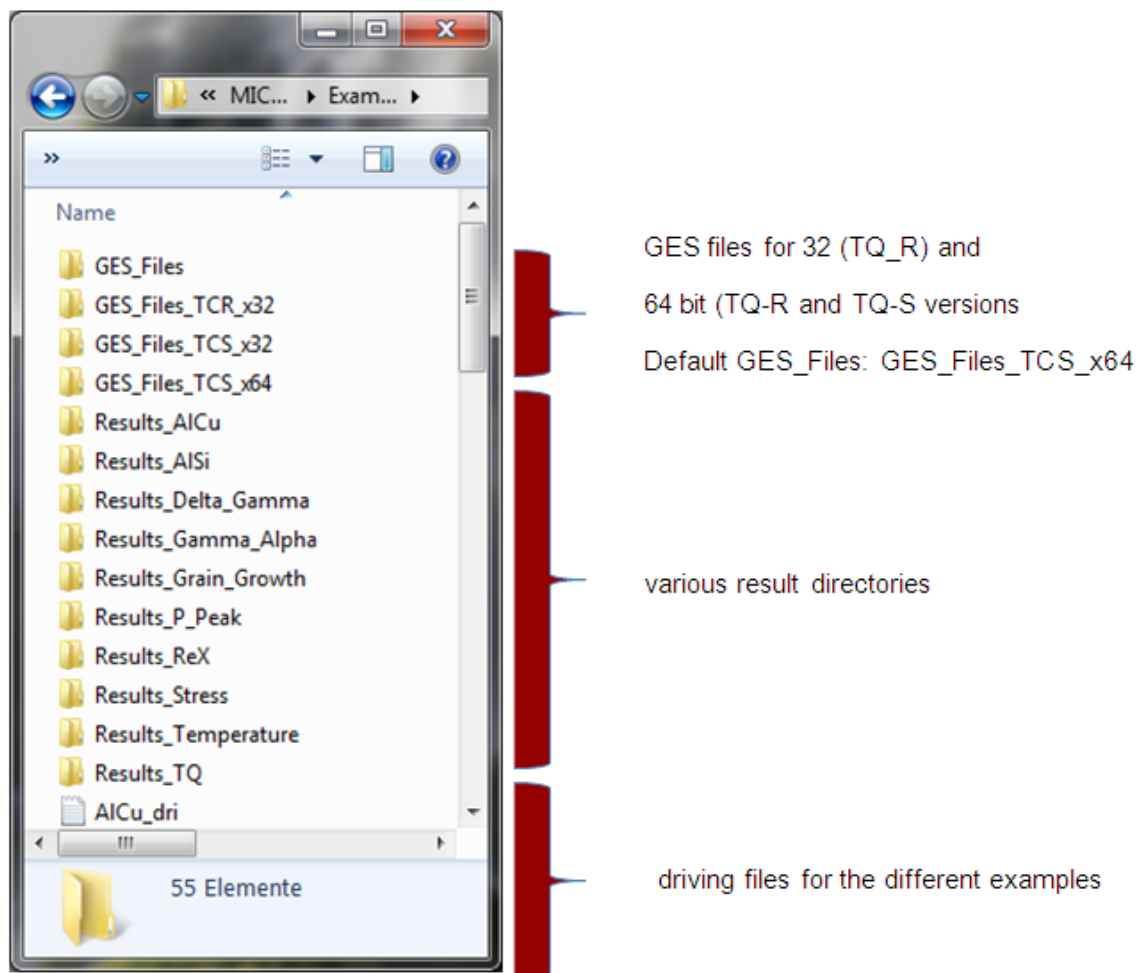 « MIC... Exam...
»
Name
GES_Files
GES_Files_TCR_x32
GES_Files_TCS_x32
GES_Files_TCS_x64
Results_AlCu
Results_AlSi
Results_Delta_Gamma
Results_Gamma_Alpha
Results_Grain_Growth
Results_P_Peak
Results_ReX
Results_Stress
Results_Temperature
Results_TQ
AlCu_dri
55 Elemente
GES files for 32 (TQ_R) and
64 bit (TQ-R and TQ-S versions
Default GES_Files: GES_Files_TCS_x64
various result directories
driving files for the different examples